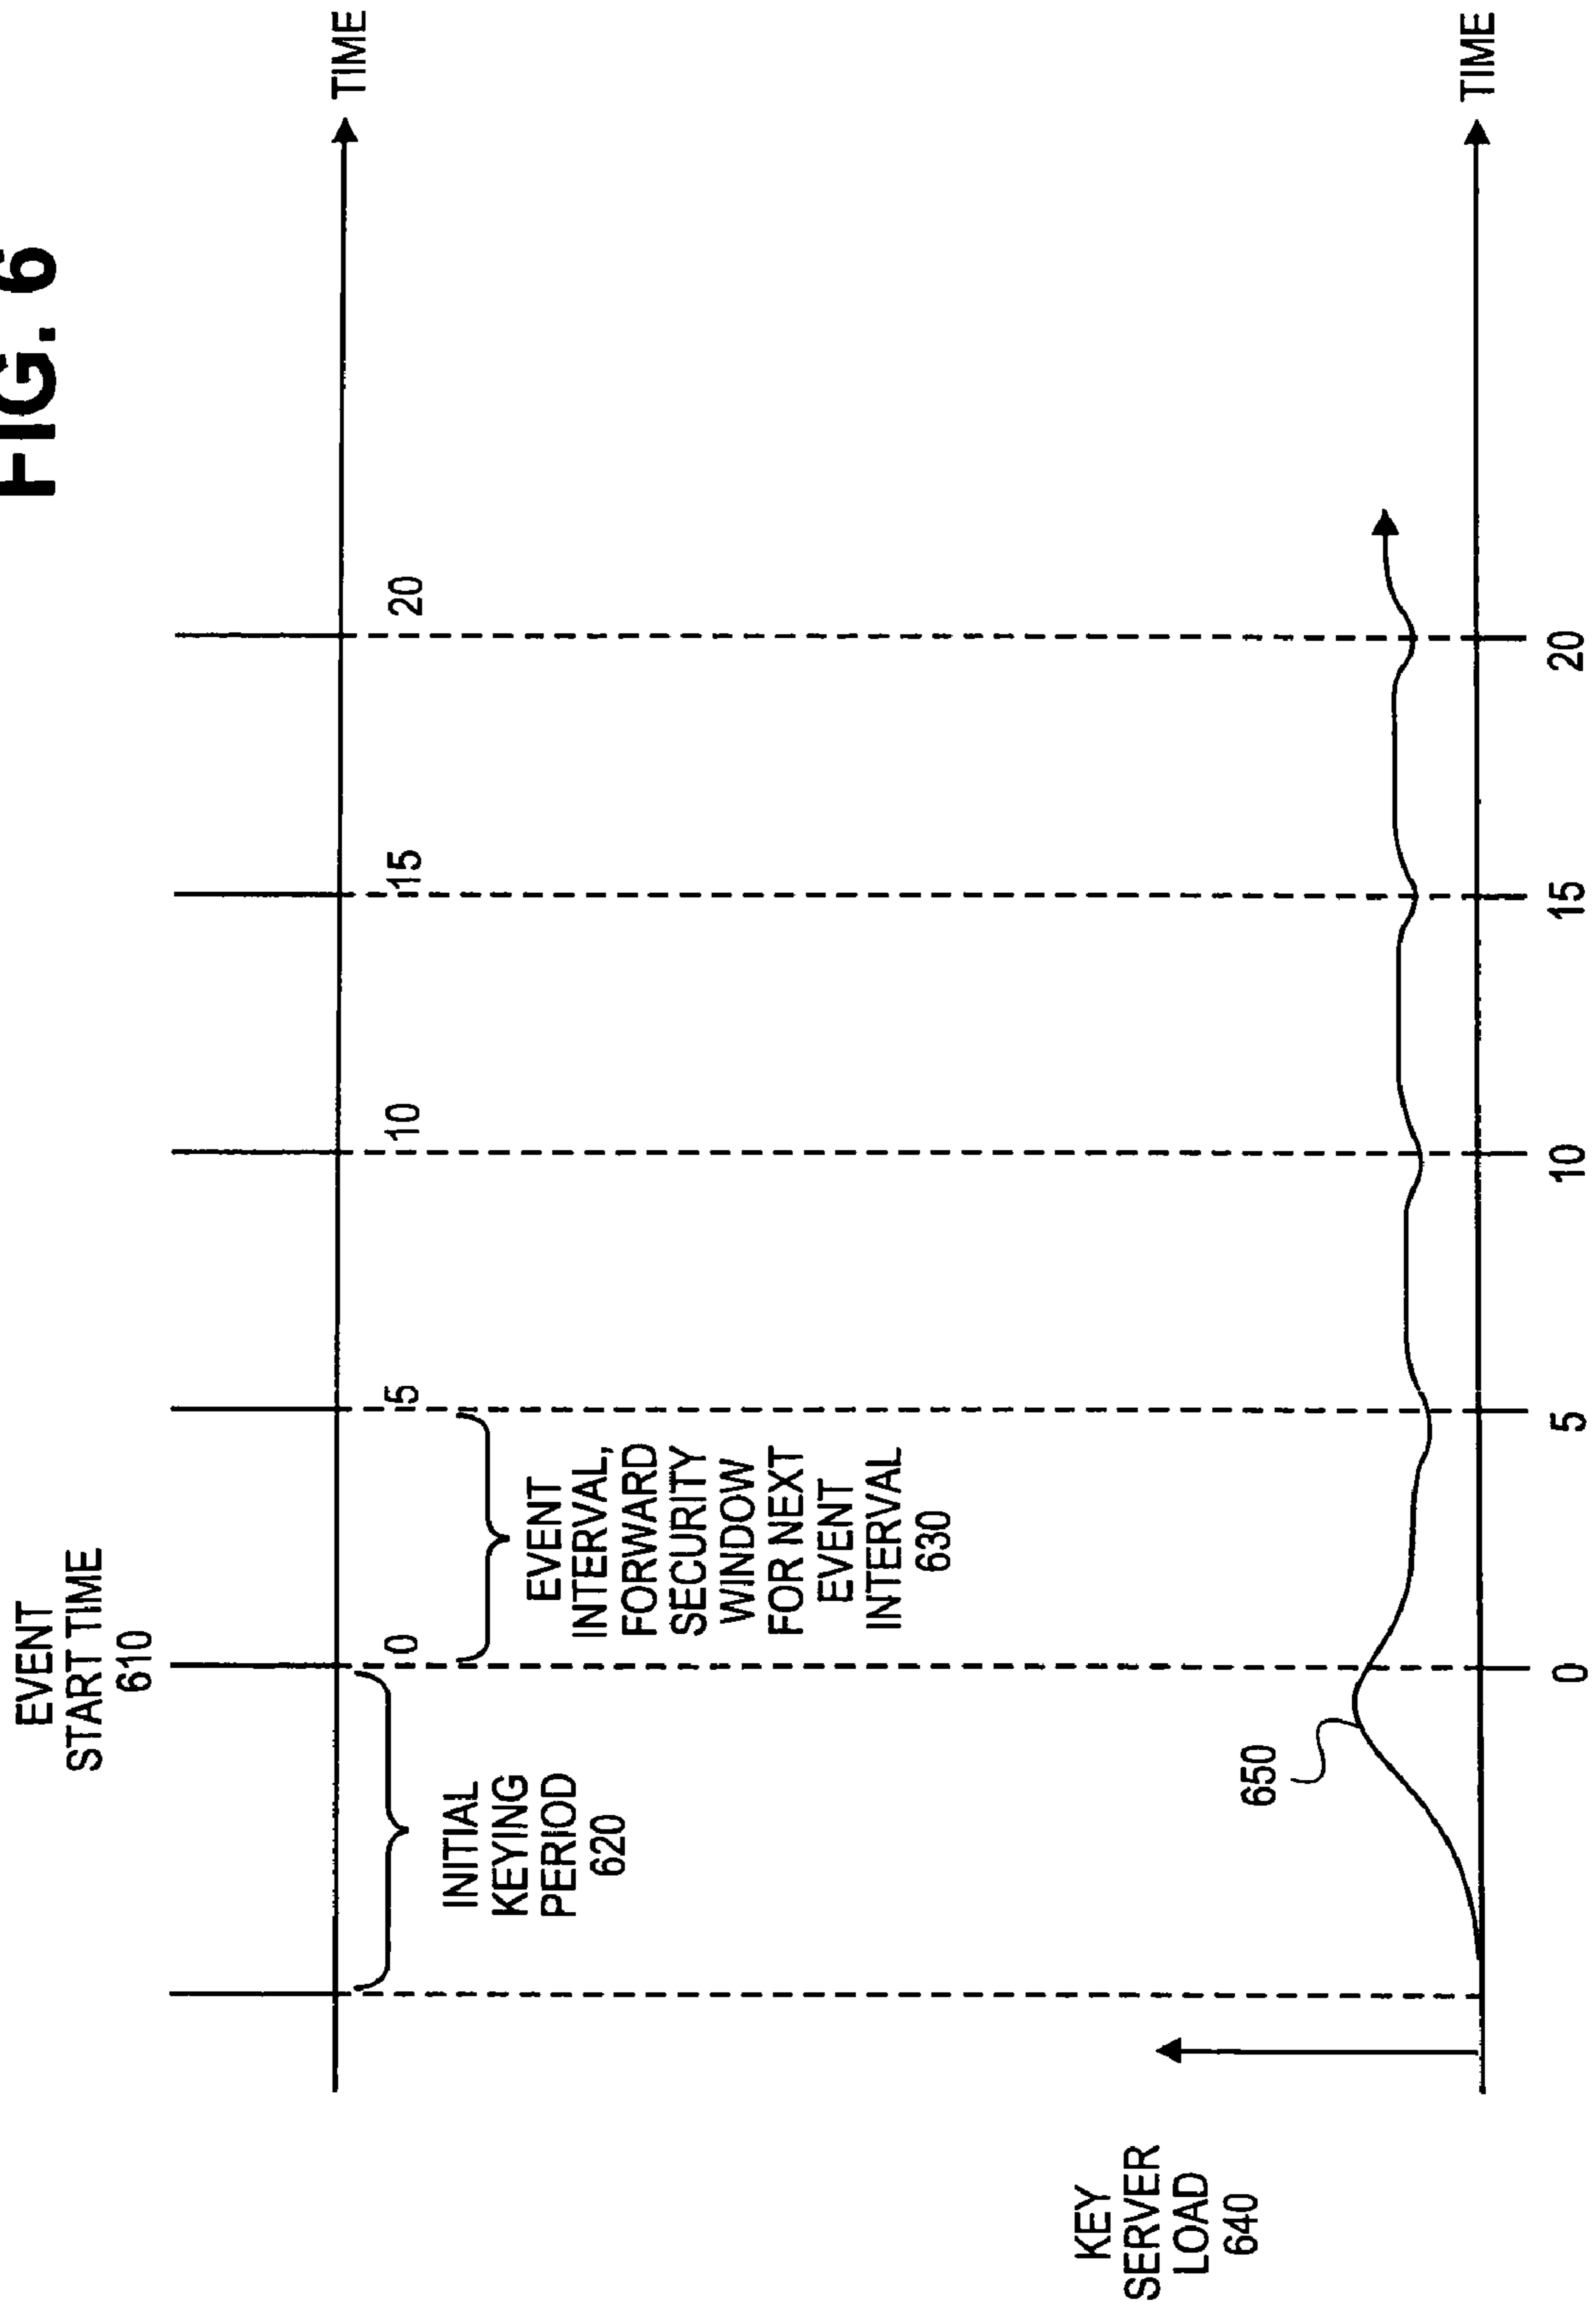 FIG. 6
EVENT
START TIME
610
TIME
0
5
10
15
20
INITIAL
KEYING
PERIOD
620
EVENT
INTERVAL,
FORWARD
SECURITY
WINDOW
FOR NEXT
EVENT
INTERVAL
630
KEY
SERVER
LOAD
640
650
TIME
0
5
10
15
20